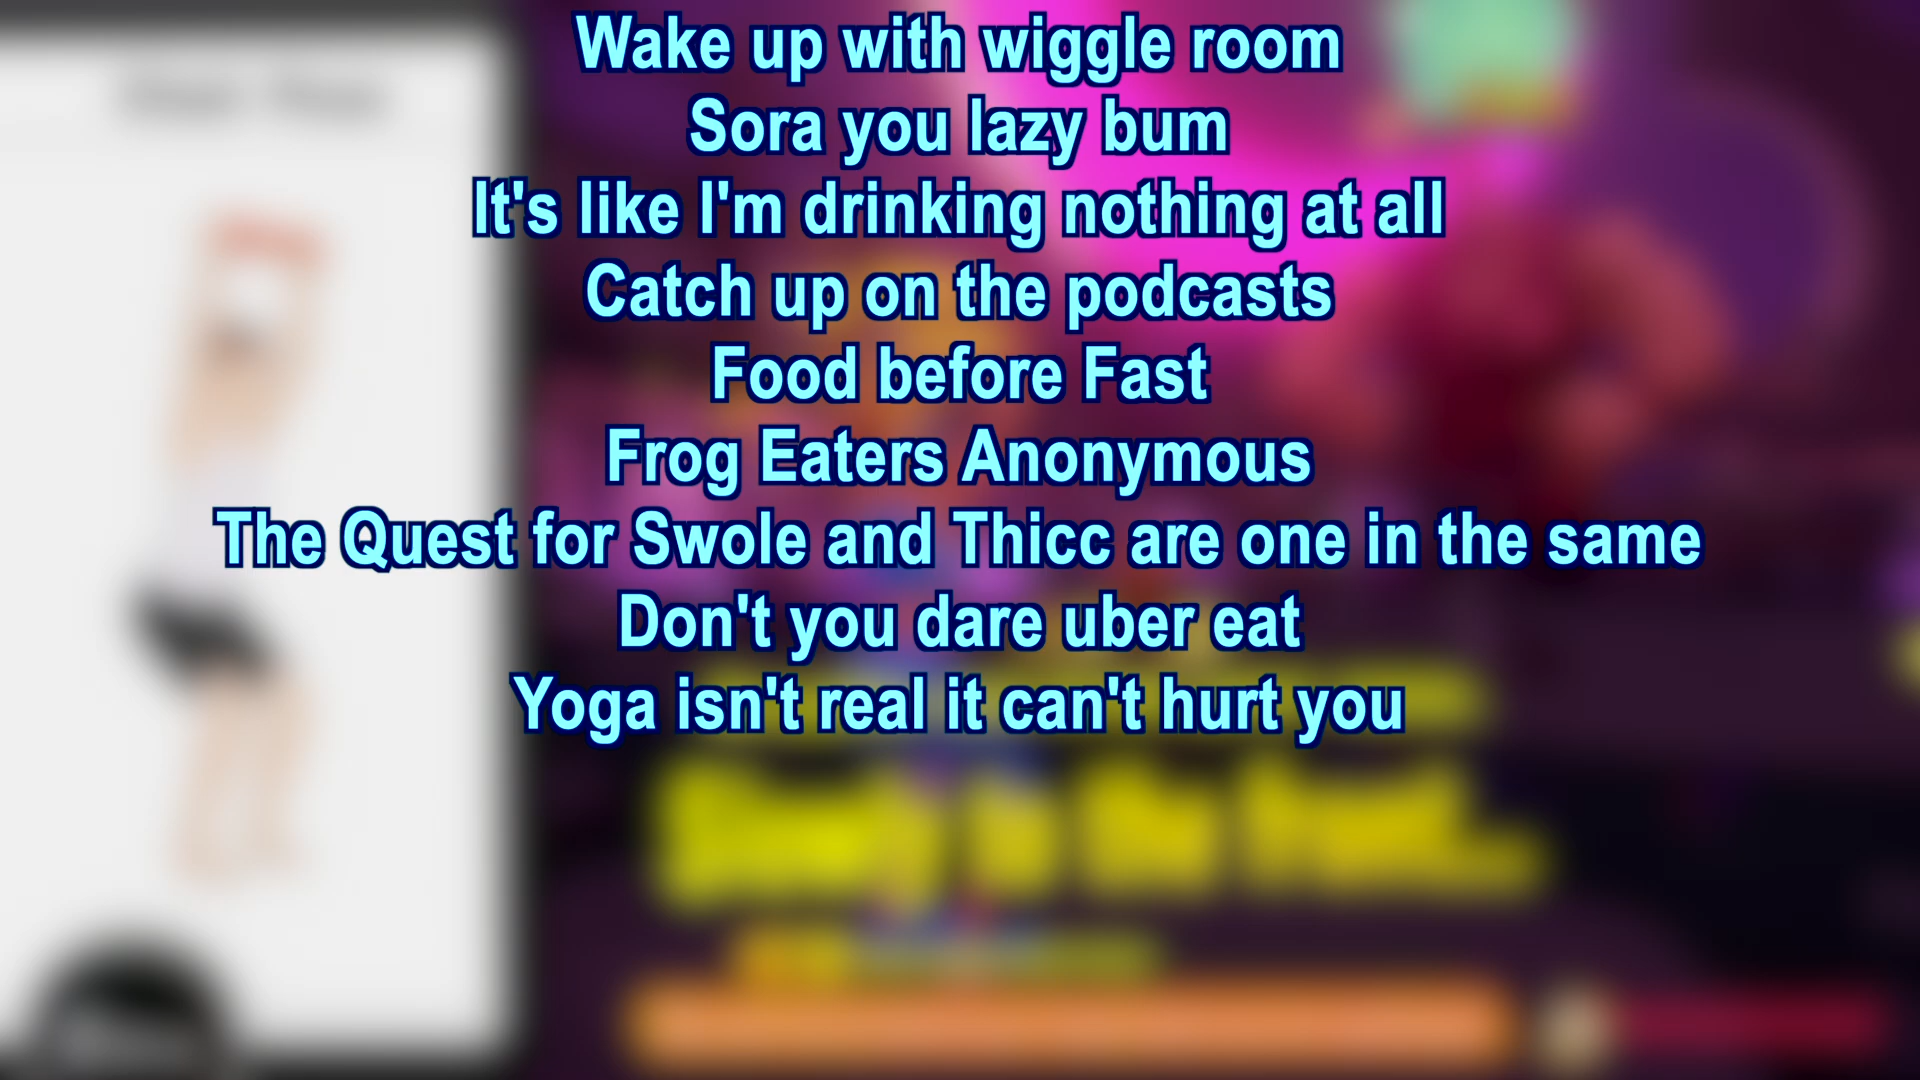 Wake up with wiggle room
Sora you lazy bum
It's like I'm drinking nothing at all
Catch up on the podcasts
Food before Fast
Frog Eaters Anonymous
The Quest for Swole and Thicc are one in the same
Don't you dare uber eat
Yoga isn't real it can't hurt you